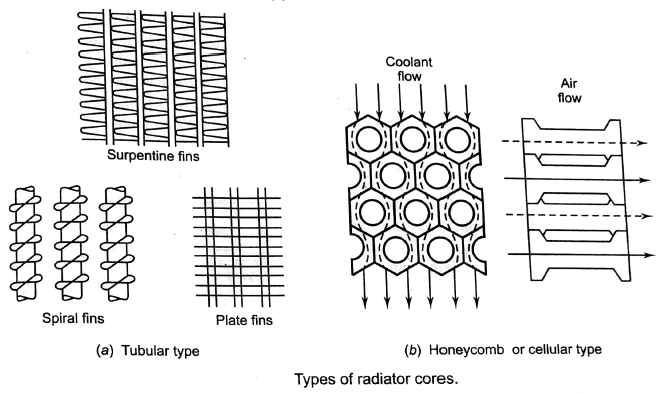 Surpentine fins
Spiral fins
Plate fins
(a) Tubular type
Coolant
flow
Air
flow
(b) Honeycomb or cellular type
Types of radiator cores.